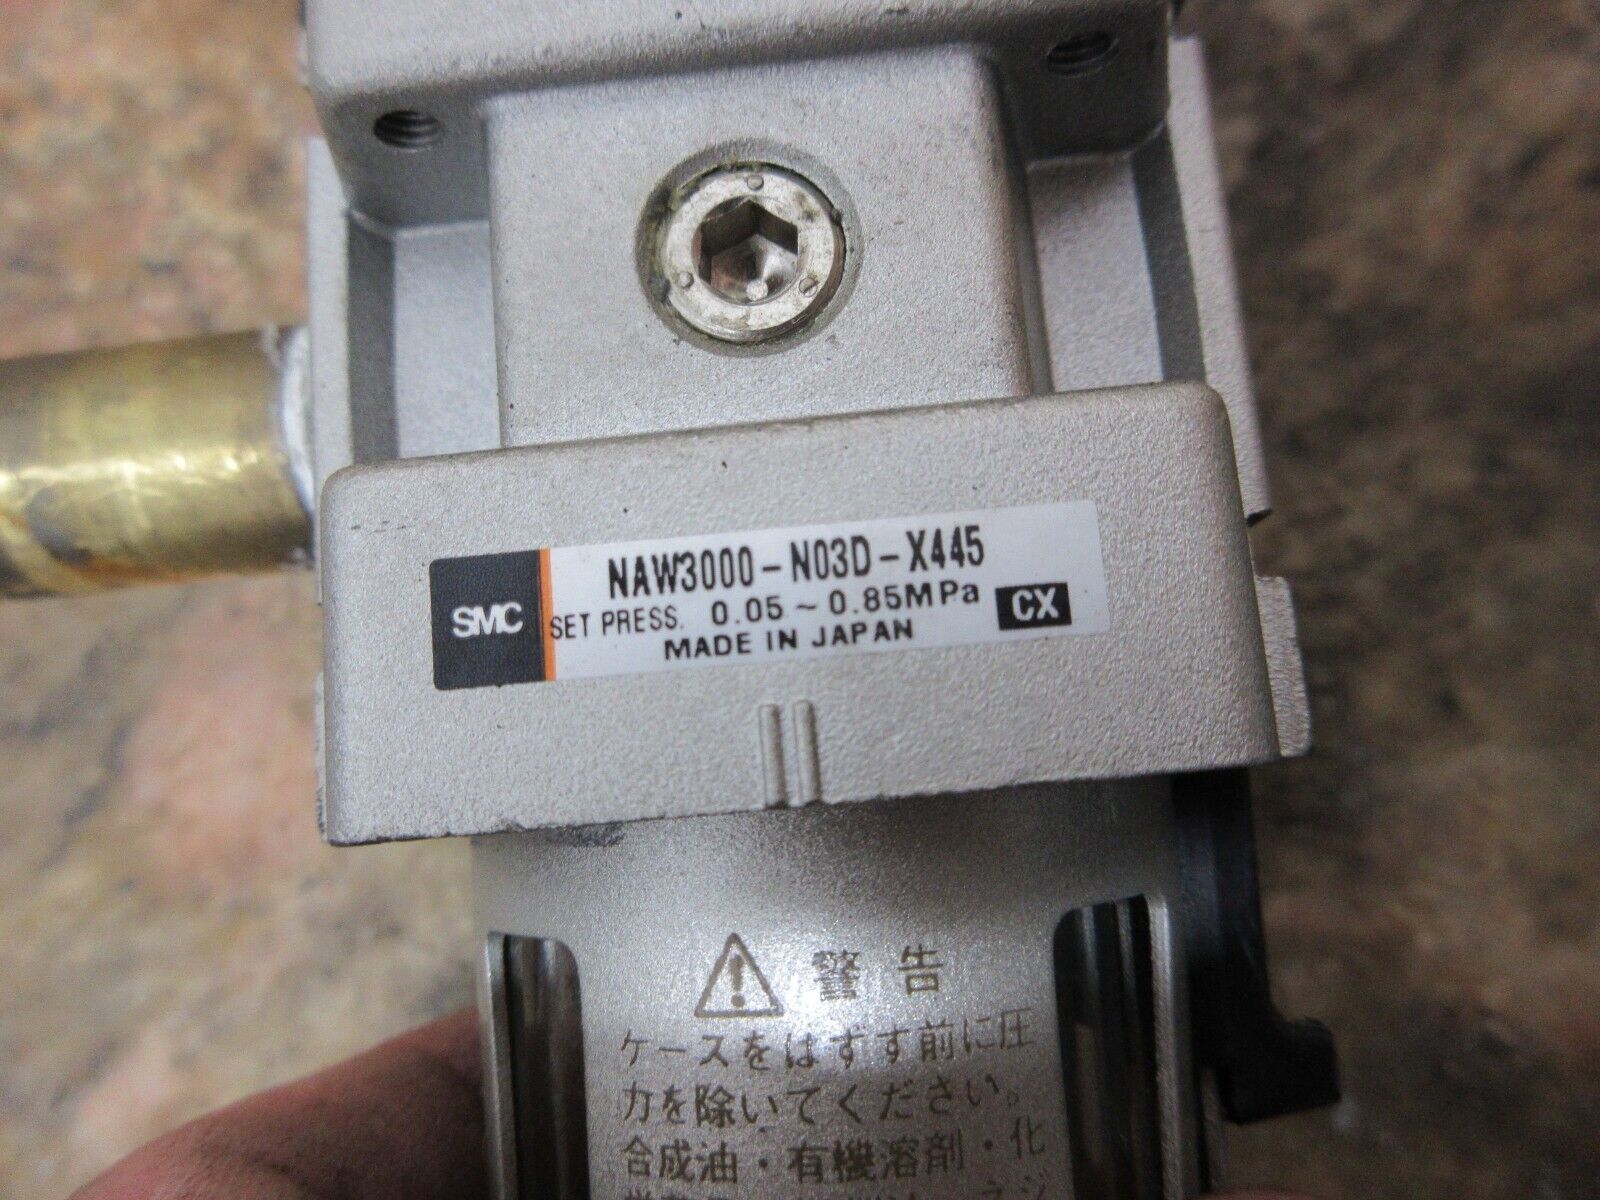 SMC
NAW3000-N03D-X445
SET PRESS. 0.05~0.85MPa
CX
MADE IN JAPAN
警告
ケースをはずす前に圧
力を除いてください。
合成油・有機溶剤・化